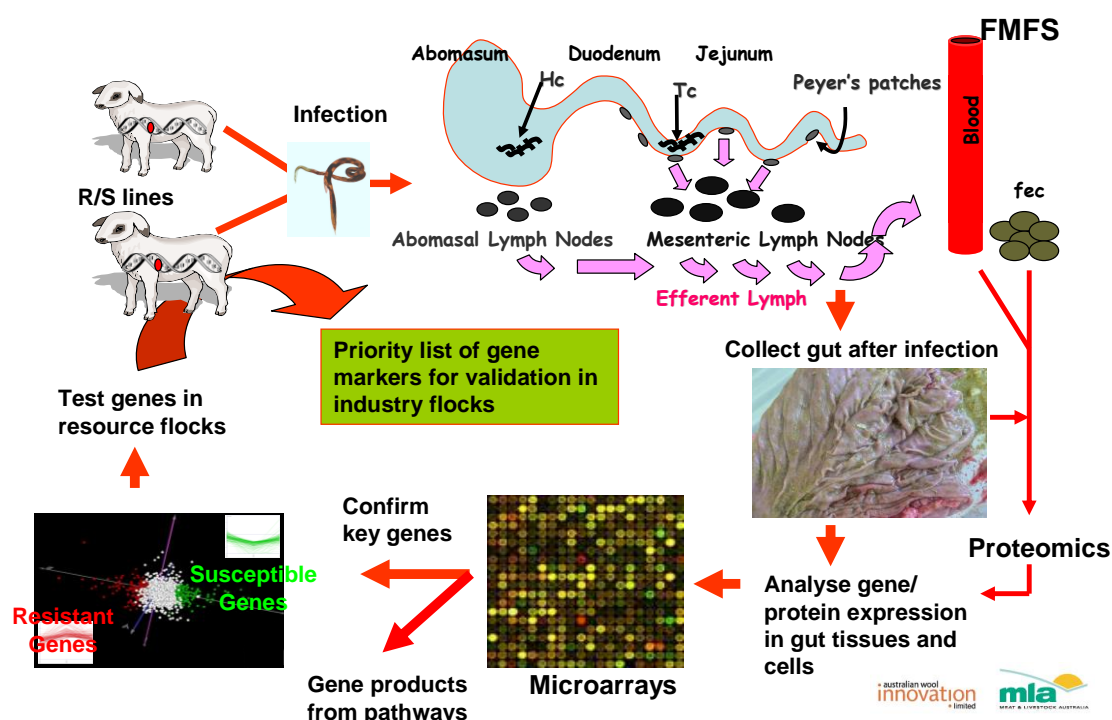 FMFS
Abomasum
Duodenum
Jejunum
Hc
Tc
Peyer's patches
Infection
Blood
R/S lines
fec
Abomasal Lymph Nodes
Mesenteric Lymph Nodes
Efferent Lymph
Priority list of gene
markers for validation in
industry flocks
Collect gut after infection
Test genes in
resource flocks
Confirm
key genes
Susceptible
Genes
Resistant
Genes
Proteomics
Analyse gene/
protein expression
in gut tissues and
cells
Microarrays
Gene products
from pathways
australian wool
innovation
limited
mla
MEAT & LIVESTOCK AUSTRALIA